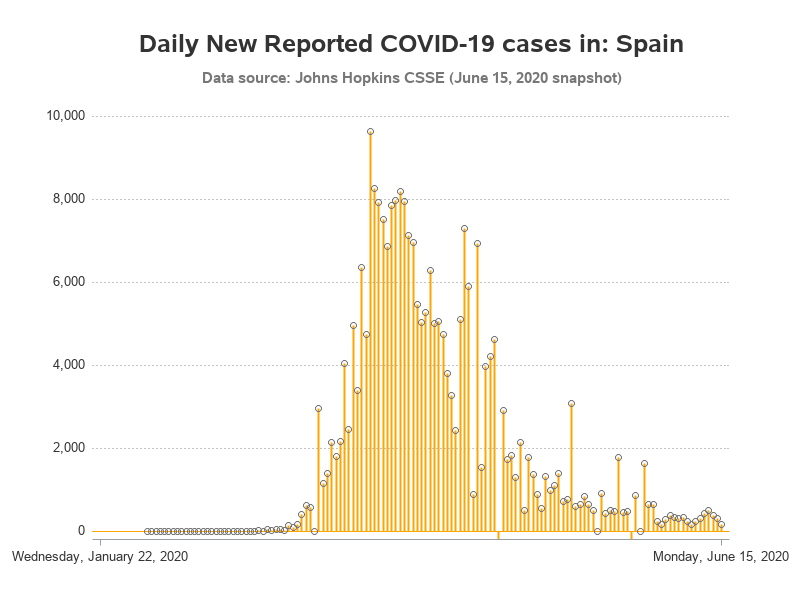 Daily New Reported COVID-19 cases in: Spain
Data source: Johns Hopkins CSSE (June 15, 2020 snapshot)
10,000
8,000
6,000
4,000
2,000
0
Wednesday, January 22, 2020 Monday, June 15, 2020